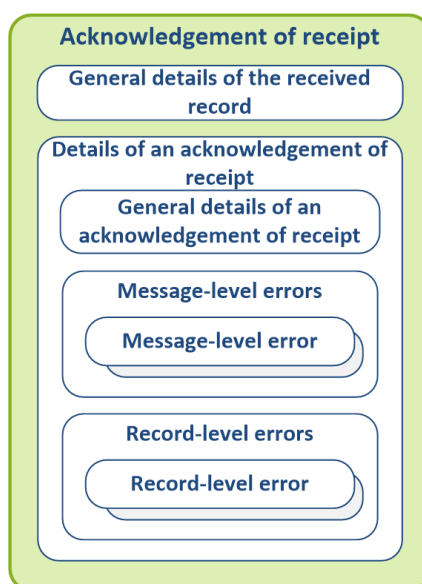 Acknowledgement of receipt
General details of the received
record
Details of an acknowledgement of
receipt
General details of an
acknowledgement of receipt
Message-level errors
Message-level error
Record-level errors
Record-level error